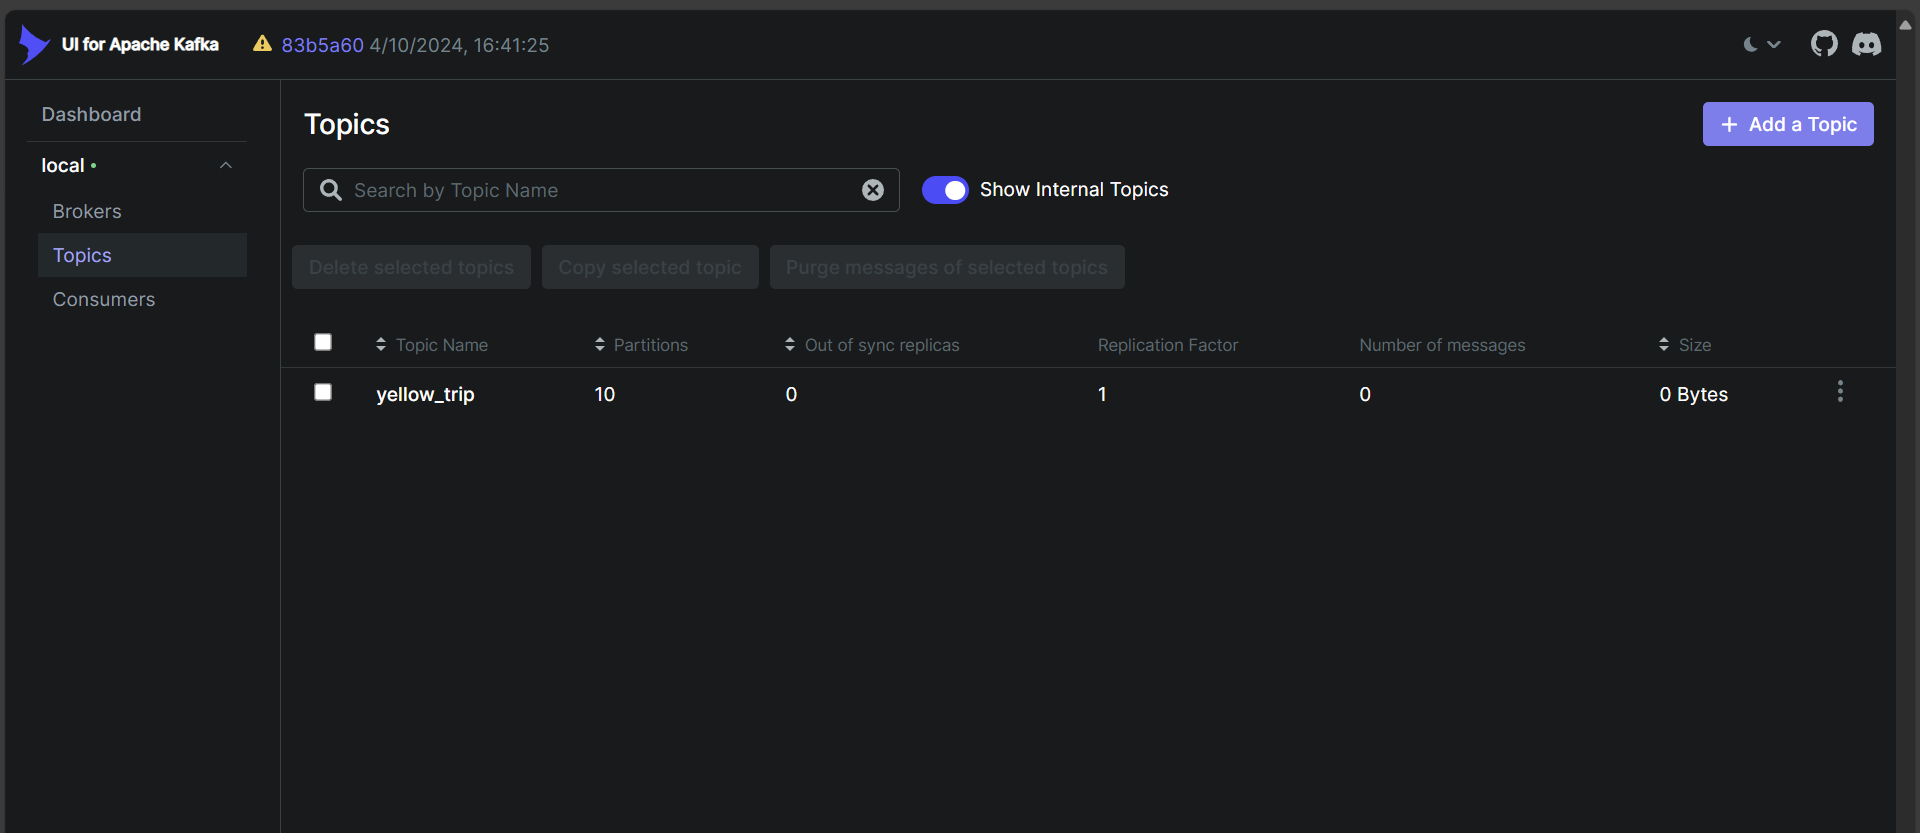 UI for Apache Kafka 83b5a60 4/10/2024, 16:41:25
Dashboard
local
Brokers
Topics
Consumers
Topics
Add a Topic
Search by Topic Name
Show Internal Topics
Delete selected topics Copy selected topic Purge messages of selected topics
Topic Name Partitions Out of sync replicas Replication Factor Number of messages Size
yellow_trip 10 0 1 0 0 Bytes